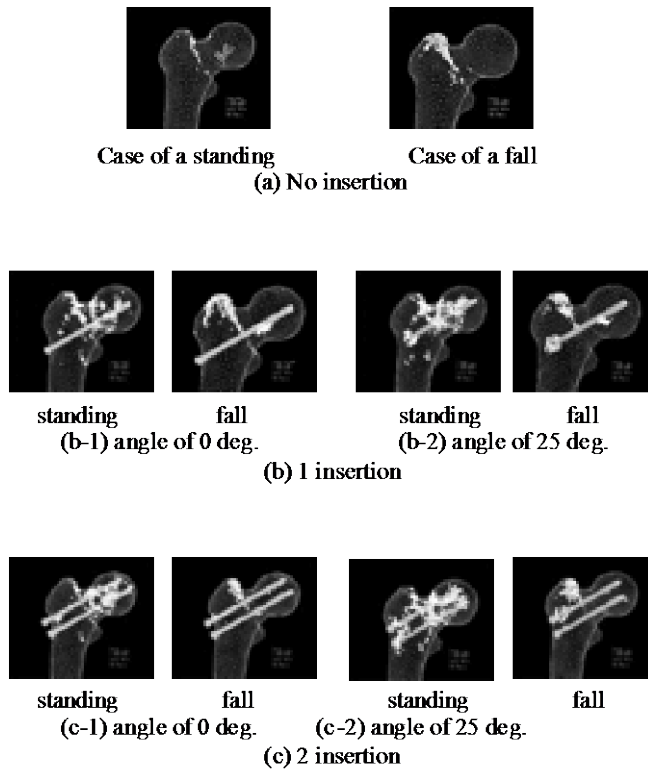 Case of a standing Case of a fall
(a) No insertion
standing fall standing fall
(b-1) angle of 0 deg. (b-2) angle of 25 deg.
(b) 1 insertion
standing fall standing fall
(c-1) angle of 0 deg. (c-2) angle of 25 deg.
(c) 2 insertion